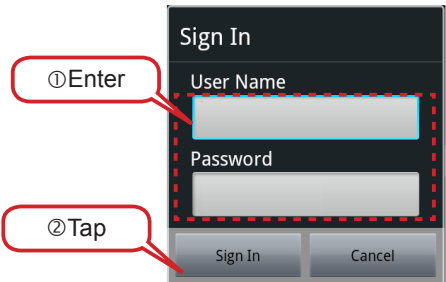 Sign In
①Enter
User Name
Password
②Tap
Sign In
Cancel